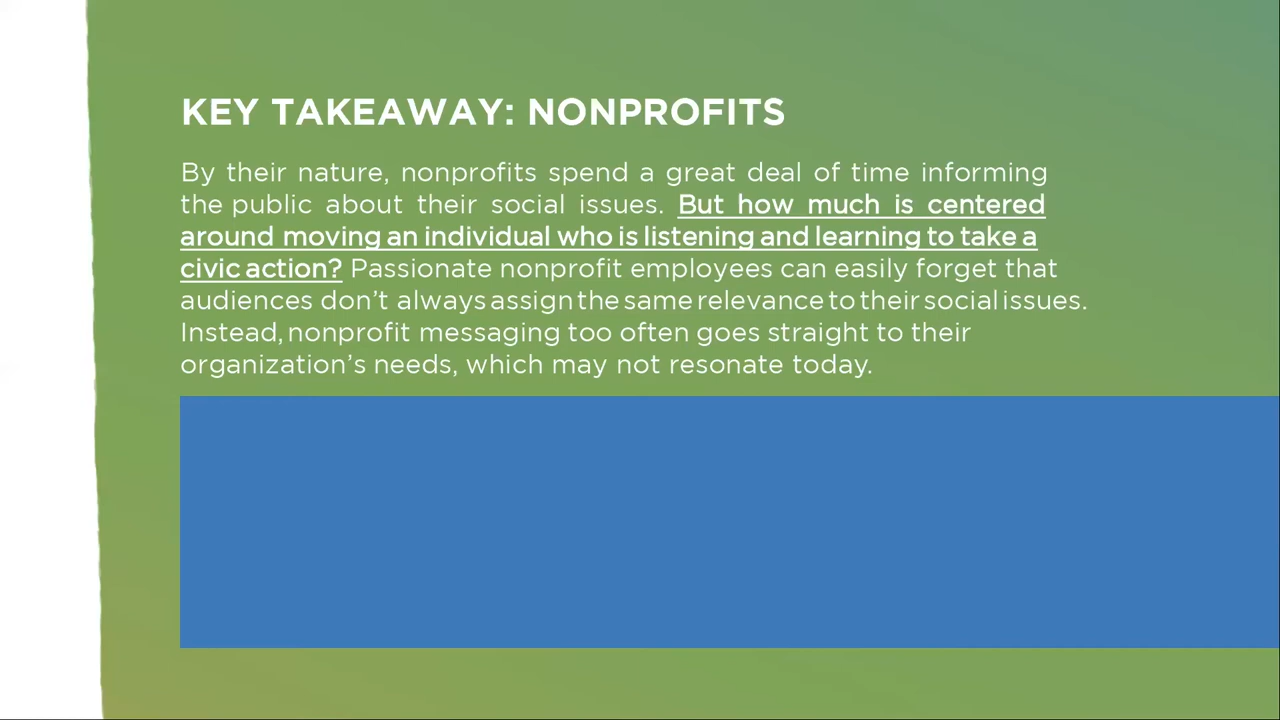 KEY TAKEAWAY: NONPROFITS
By their nature, nonprofits spend a great deal of time informing
the public about their social issues. But how much is centered
around moving an individual who is listening and learning to take a
civic action? Passionate nonprofit employees can easily forget that
audiences don’t always assign the same relevance to their social issues.
Instead, nonprofit messaging too often goes straight to their
organization’s needs, which may not resonate today.